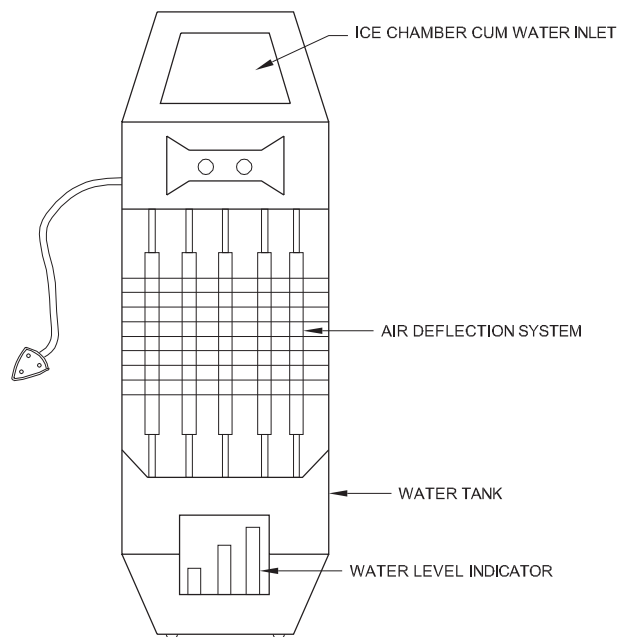 ICE CHAMBER CUM WATER INLET
AIR DEFLECTION SYSTEM
WATER TANK
WATER LEVEL INDICATOR